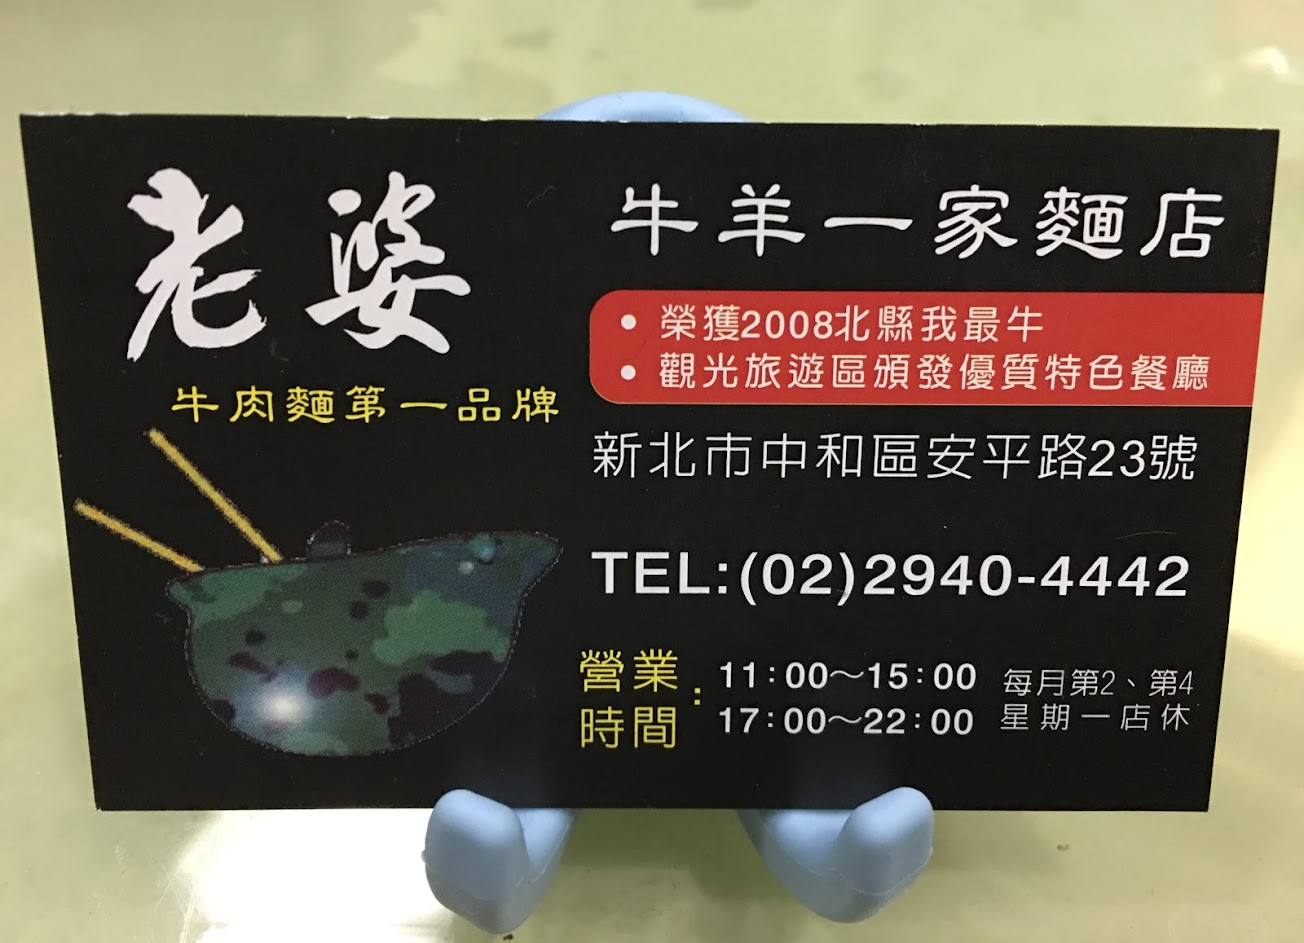 老婆
牛肉麵第一品牌
牛羊一家麵店
• 榮獲2008北縣我最牛
• 觀光旅遊區頒發優質特色餐廳
新北市中和區安平路23號
TEL:(02)2940-4442
營業時間:
11:00~15:00
17:00~22:00
每月第2、第4
星期一店休